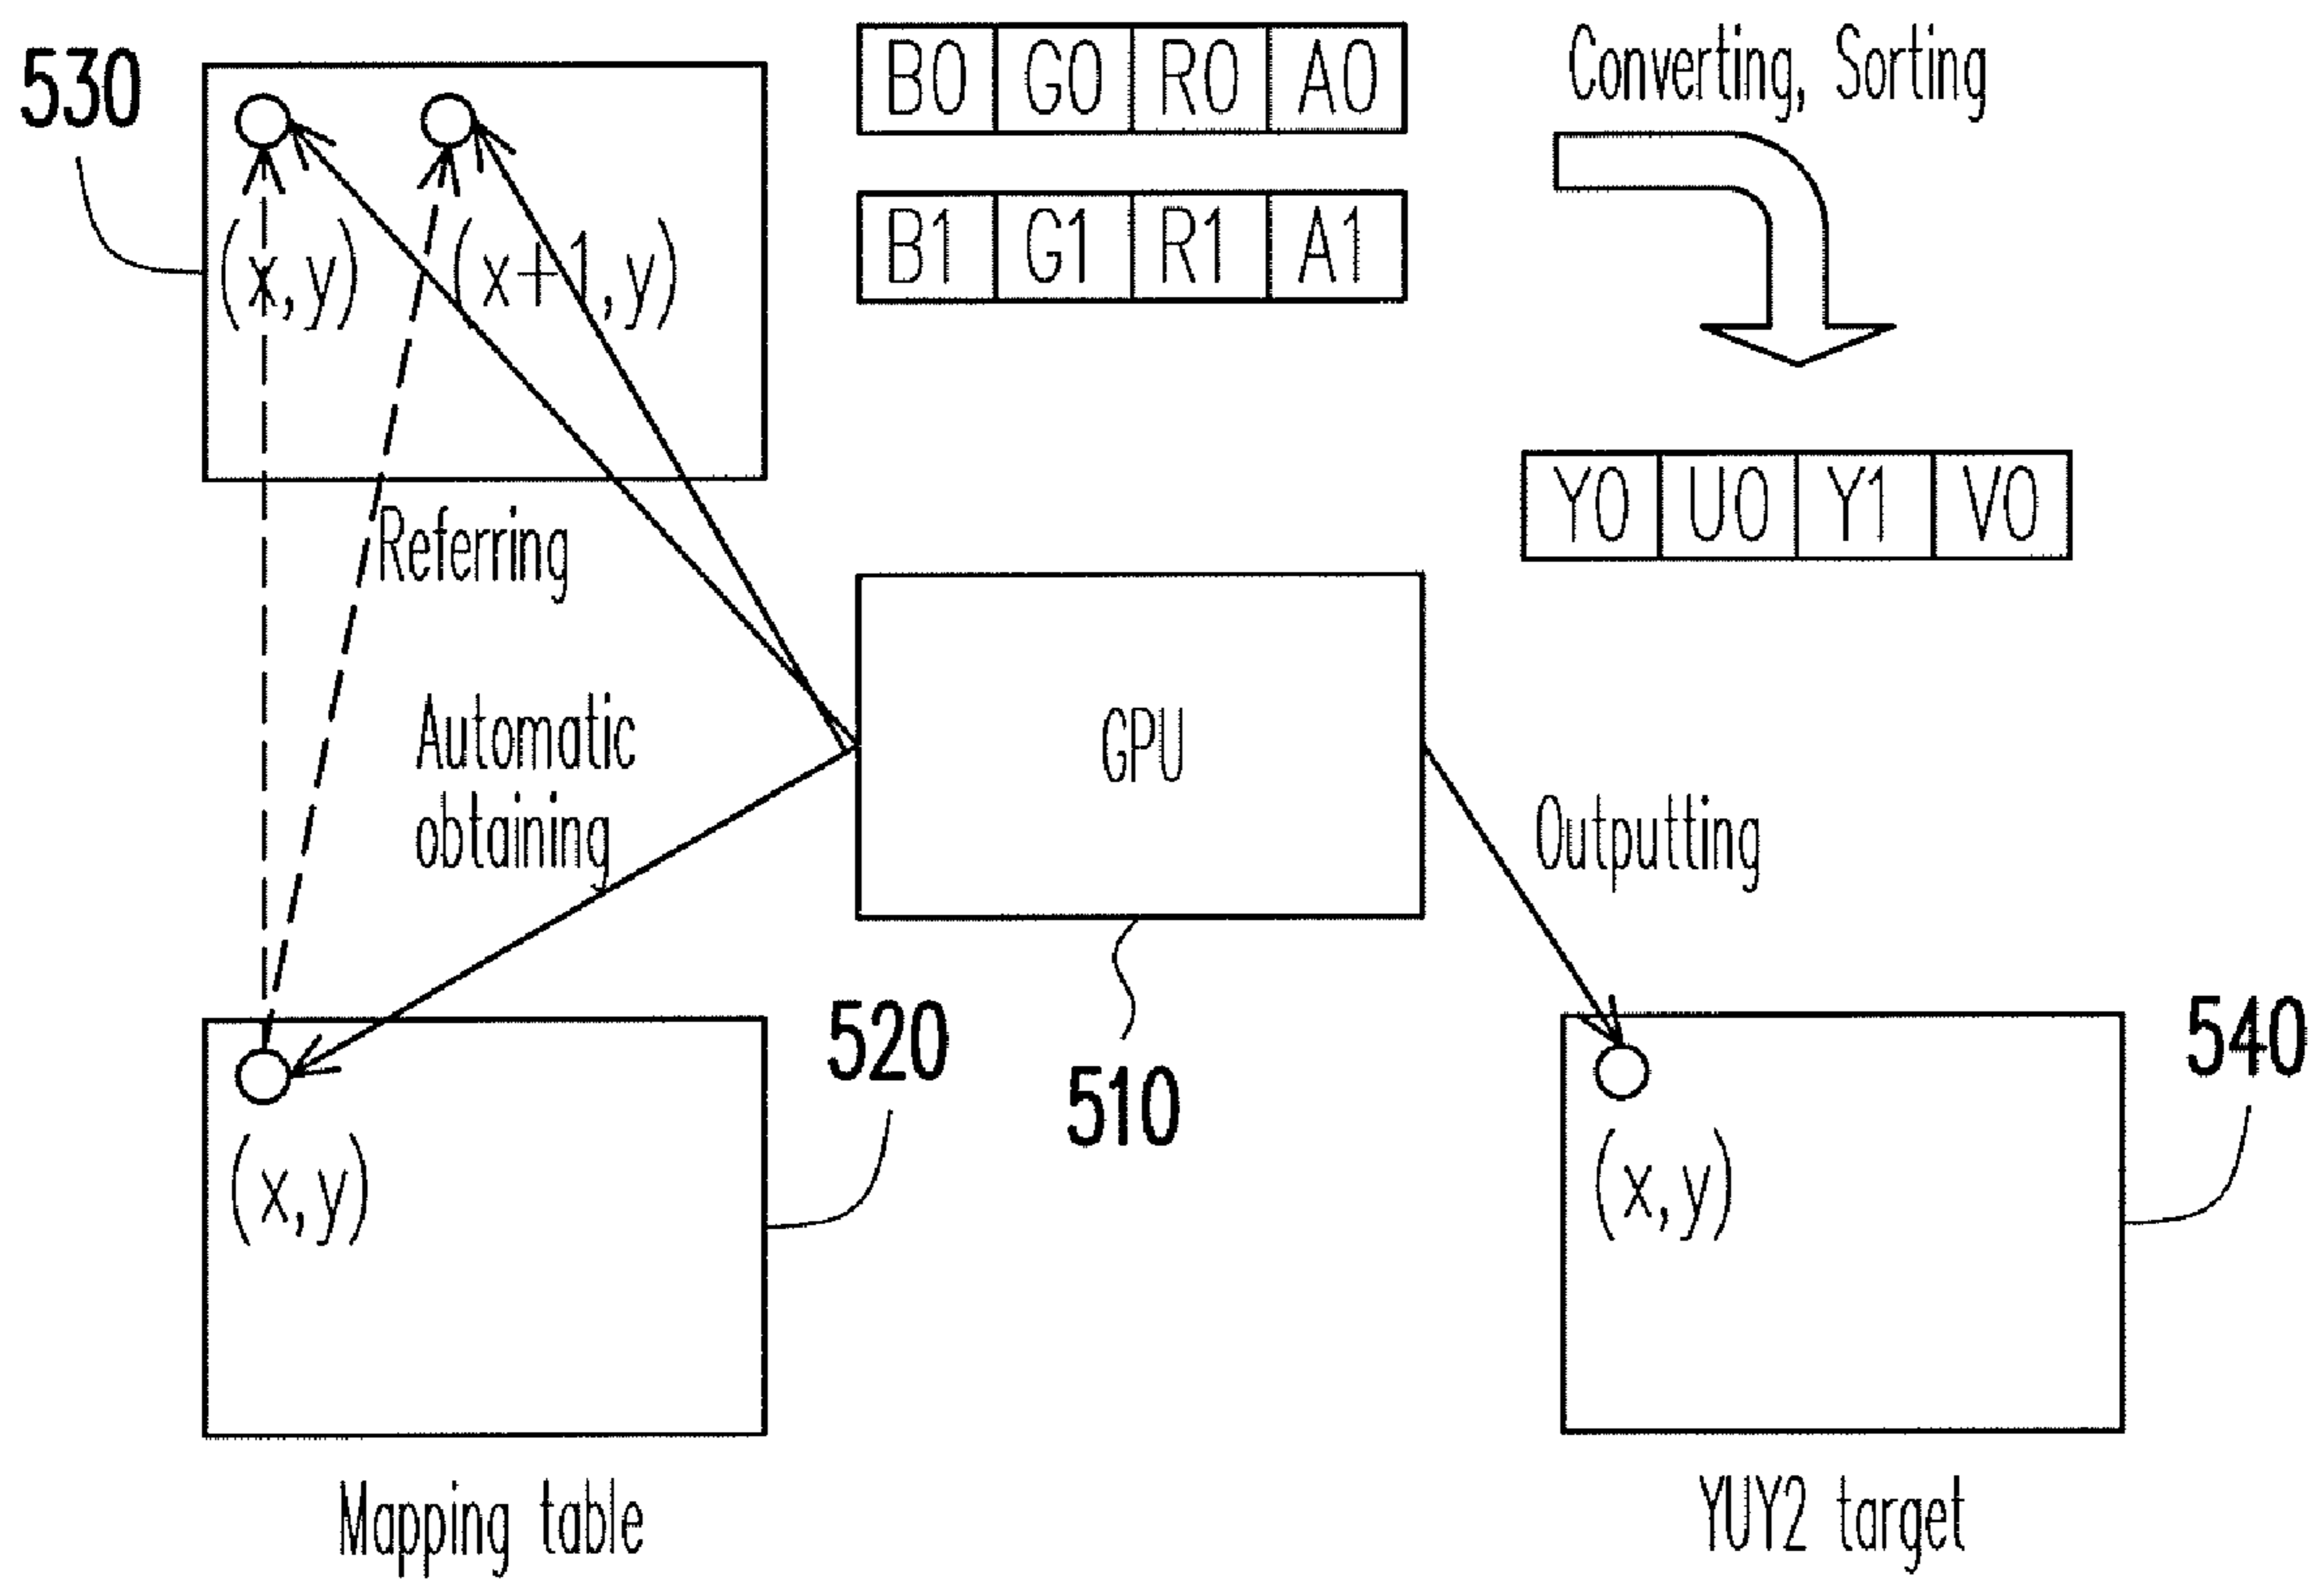 530
B0 G0 R0 A0
Converting, Sorting
B1 G1 R1 A1
(x,y) (x+1,y)
Y0 U0 Y1 V0
Referring
GPU
Automatic
obtaining
Outputting
520
510
540
(x,y)
(x,y)
Mapping table
YUY2 target